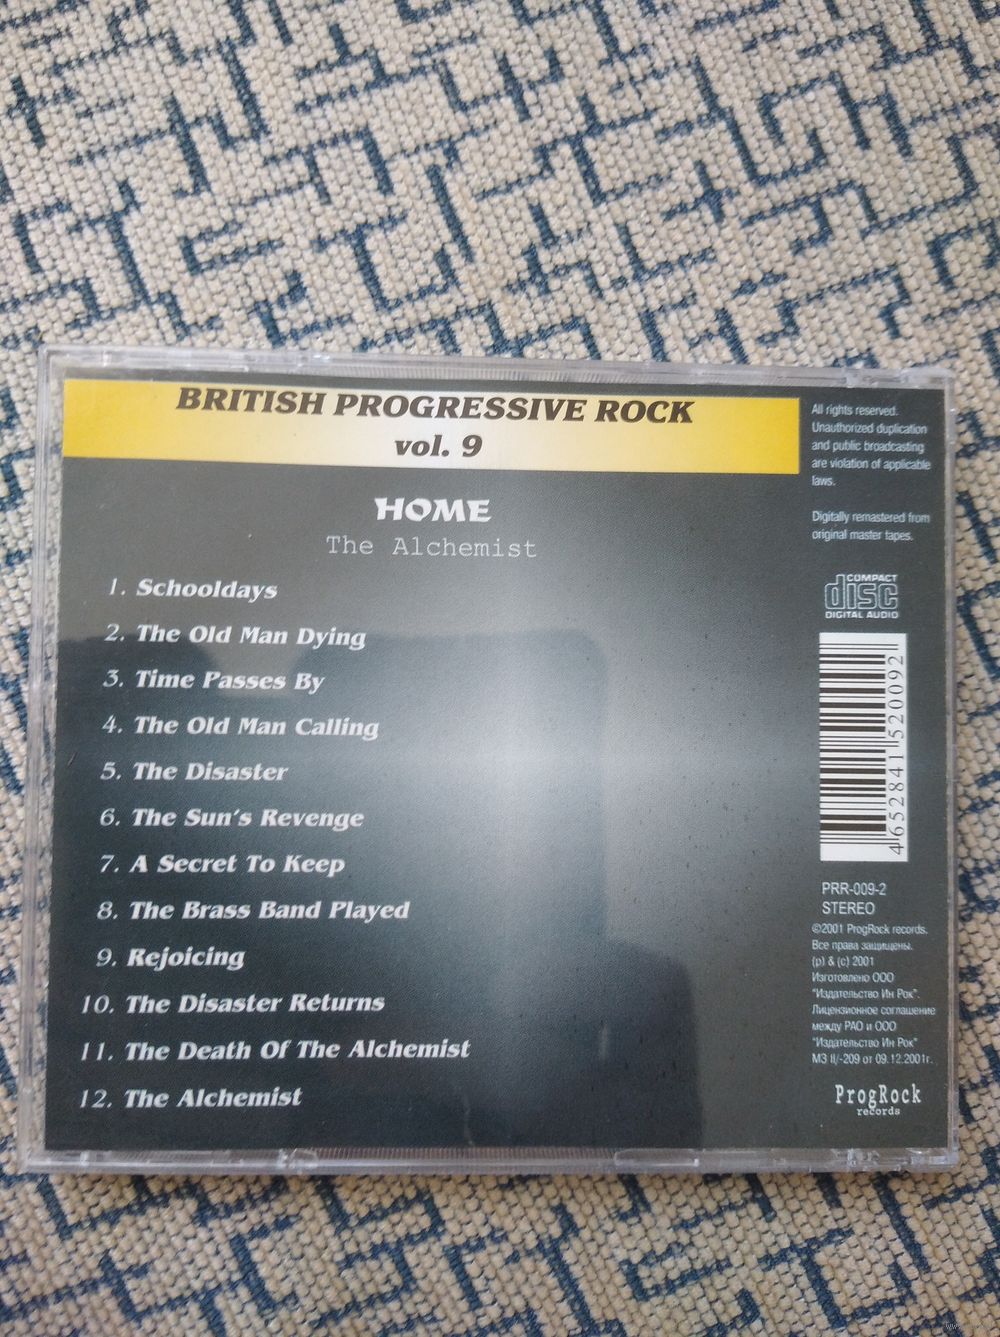 BRITISH PROGRESSIVE ROCK
vol. 9
HOME
The Alchemist
1. Schooldays
2. The Old Man Dying
3. Time Passes By
4. The Old Man Calling
5. The Disaster
6. The Sun's Revenge
7. A Secret To Keep
8. The Brass Band Played
9. Rejoicing
10. The Disaster Returns
11. The Death Of The Alchemist
12. The Alchemist
All rights reserved.
Unauthorized duplication
and public broadcasting
are violation of applicable
laws.
Digitally remastered from
original master tapes.
COMPACT
disc
DIGITAL AUDIO
4652841520092
PRR-009-2
STEREO
©2001 ProgRock records.
Все права защищены.
(p) & (c) 2001
Изготовлено ООО
"Издательство Ин Рок".
Лицензионное соглашение
между РАО и ООО
"Издательство Ин Рок"
МЗ II/-209 от 09.12.2001г.
ProgRock
records